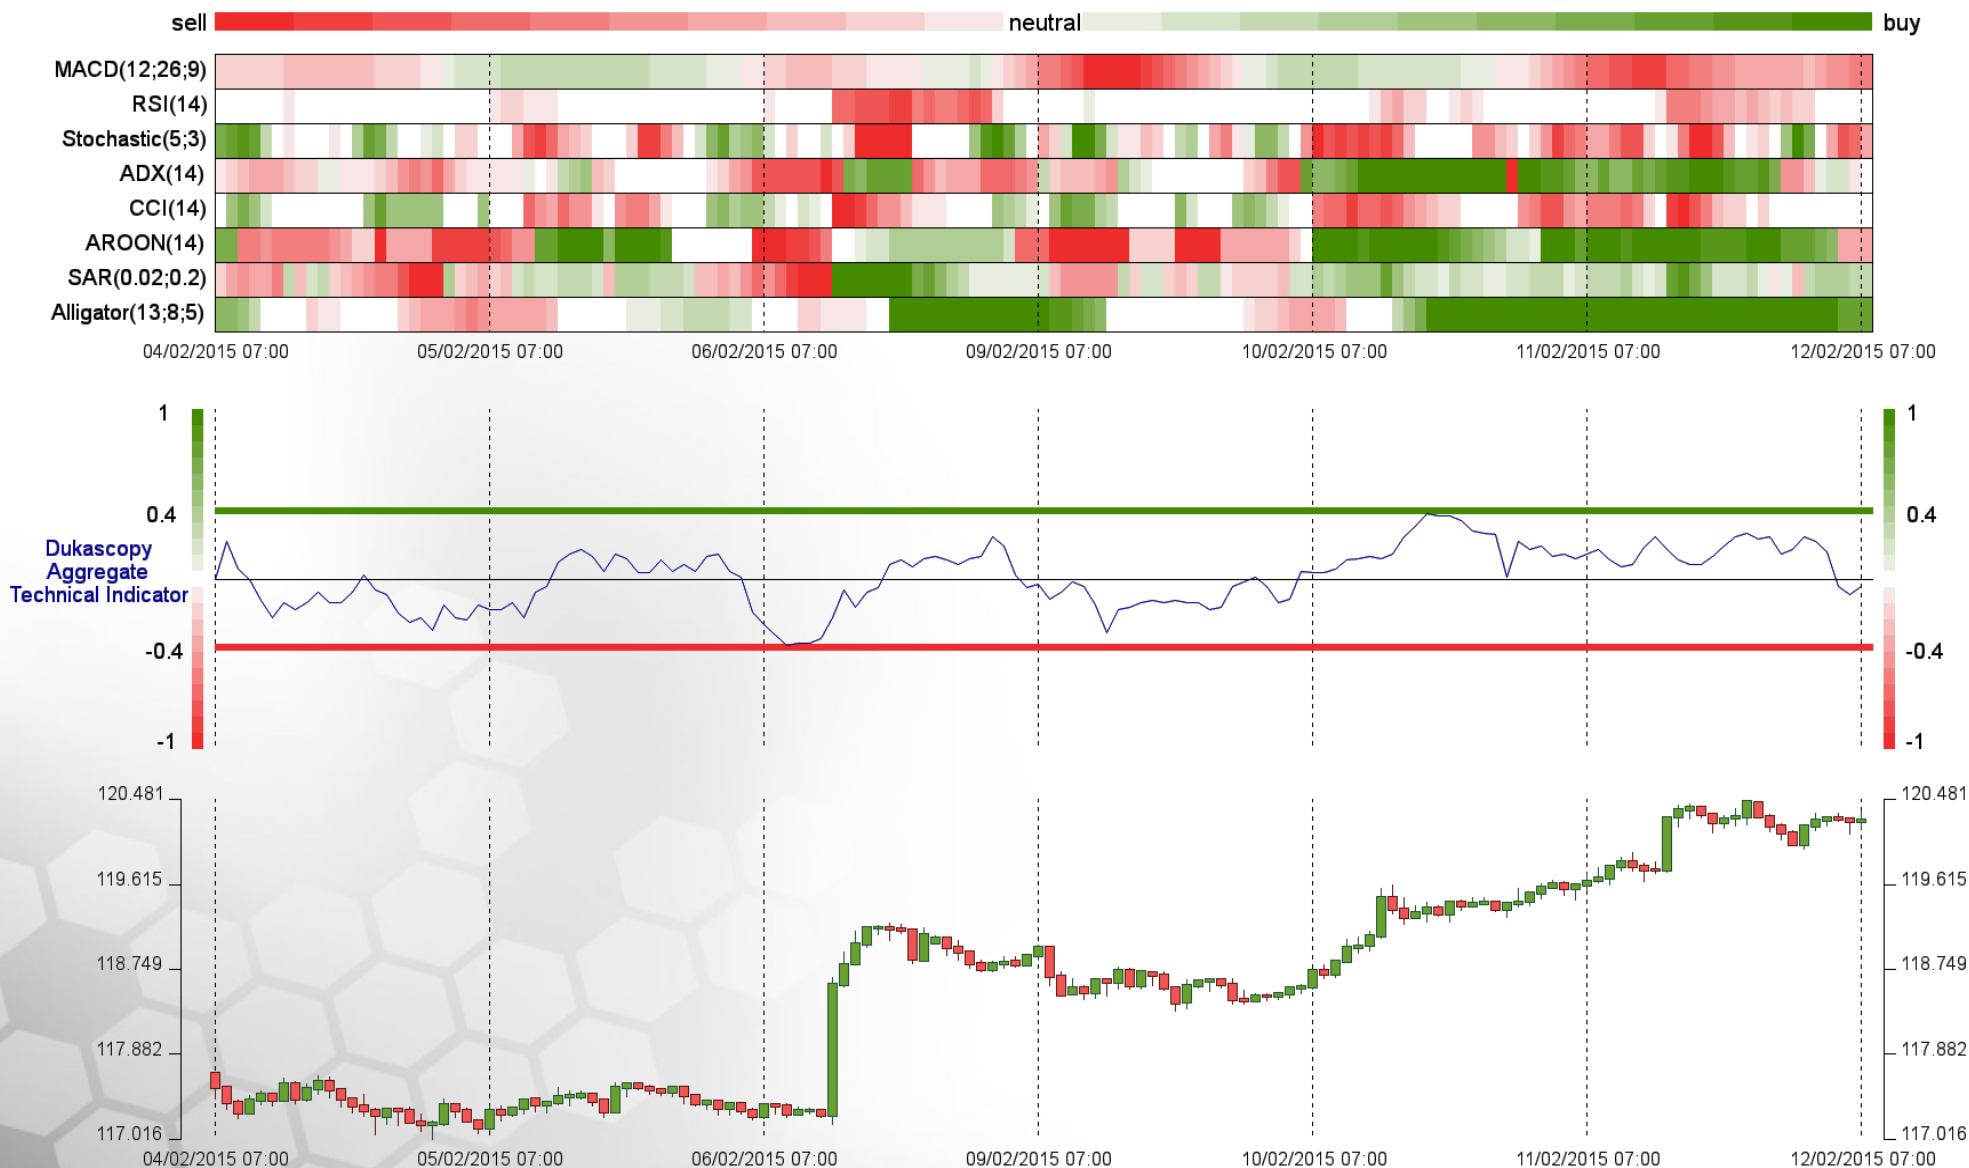 sell neutral buy
MACD(12;26;9)
RSI(14)
Stochastic(5;3)
ADX(14)
CCI(14)
AROON(14)
SAR(0.02;0.2)
Alligator(13;8;5)
04/02/2015 07:00 05/02/2015 07:00 06/02/2015 07:00 09/02/2015 07:00 10/02/2015 07:00 11/02/2015 07:00 12/02/2015 07:00
1 1
0.4 0.4
Dukascopy
Aggregate
Technical Indicator
-0.4 -0.4
-1 -1
120.481 120.481
119.615 119.615
118.749 118.749
117.882 117.882
117.016 117.016
04/02/2015 07:00 05/02/2015 07:00 06/02/2015 07:00 09/02/2015 07:00 10/02/2015 07:00 11/02/2015 07:00 12/02/2015 07:00